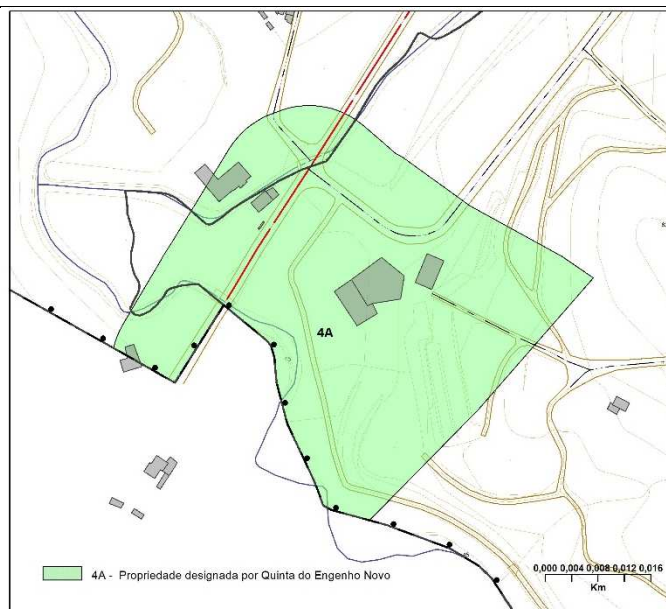 4A
4A - Propriedade designada por Quinta do Engenho Novo
0,000 0,004 0,008 0,012 0,016
Km